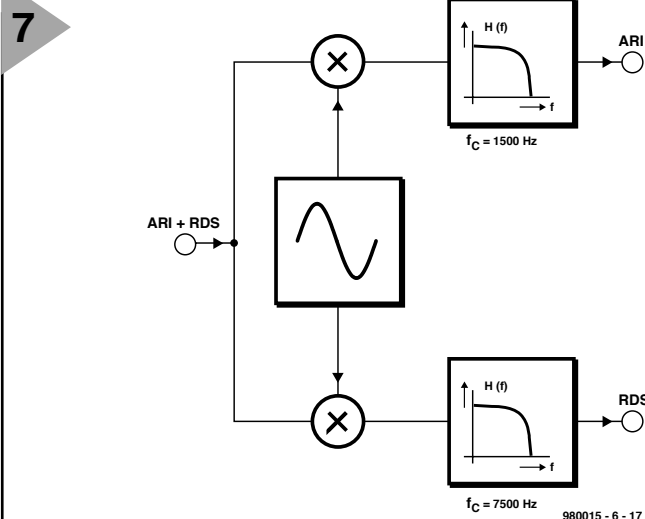 7
H (f)
f
ARI
fC = 1500 Hz
ARI + RDS
H (f)
f
RDS
fC = 7500 Hz
980015 - 6 - 17